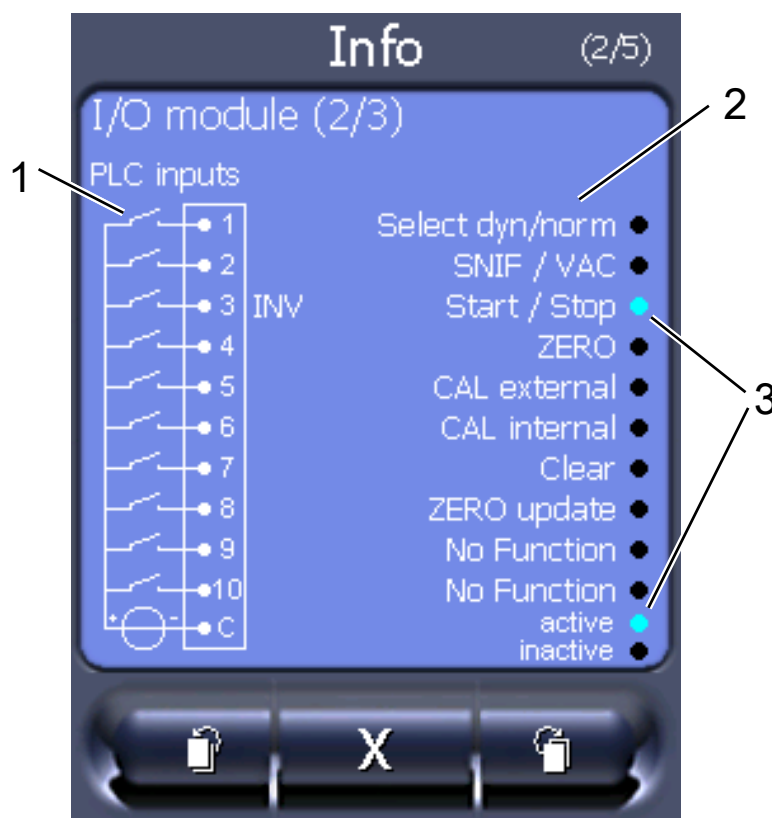 Info (2/5)
I/O module (2/3)
2
PLC inputs
1
1 Select dyn/norm
2 SNIF / VAC
3 INV Start / Stop
4 ZERO
5 CAL external
3
6 CAL internal
7 Clear
8 ZERO update
9 No Function
10 No Function
+ - C active
inactive
X